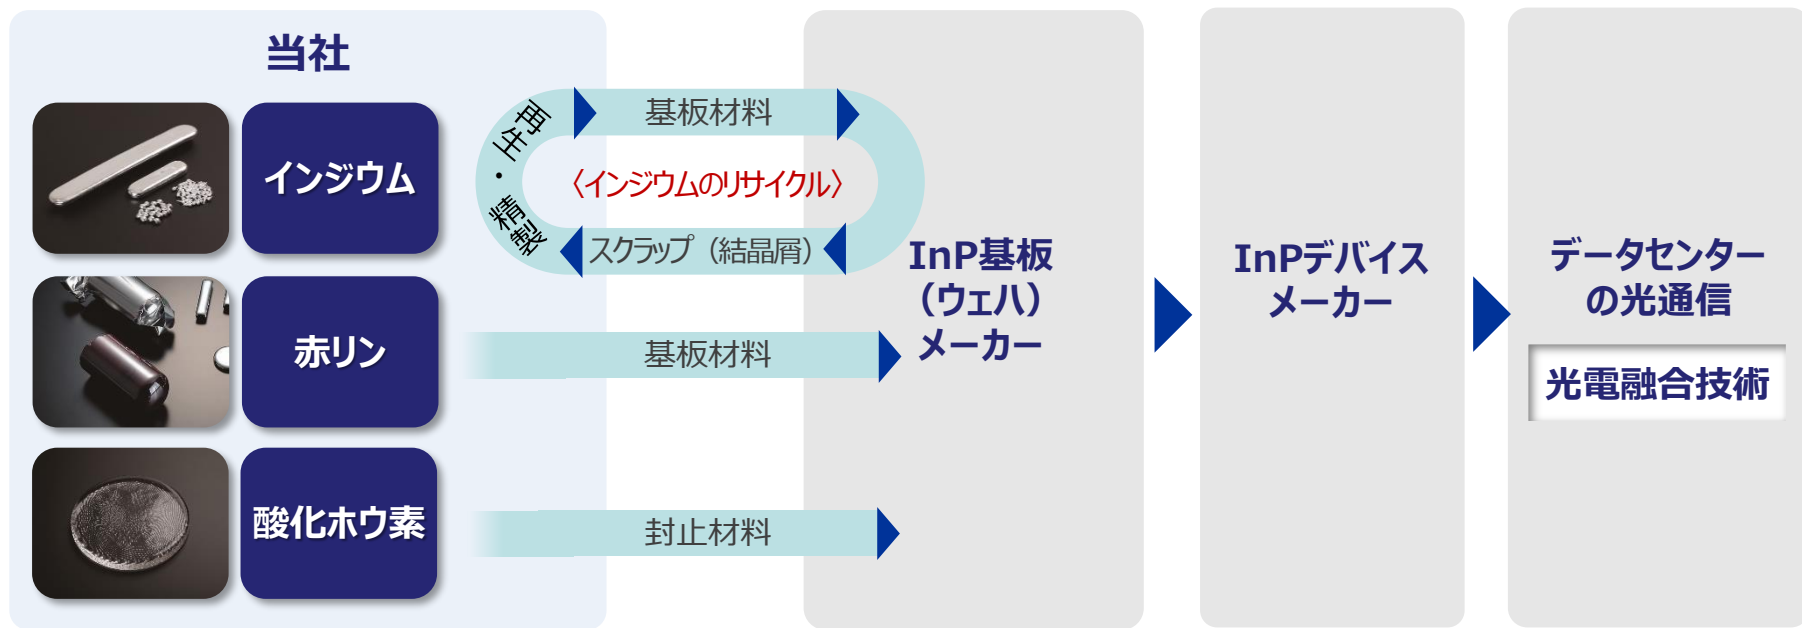 当社
インジウム
再生・精製
基板材料
〈インジウムのリサイクル〉
スクラップ（結晶屑）
赤リン
基板材料
酸化ホウ素
封止材料
InP基板
（ウェハ）
メーカー
InPデバイス
メーカー
データセンター
の光通信
光電融合技術